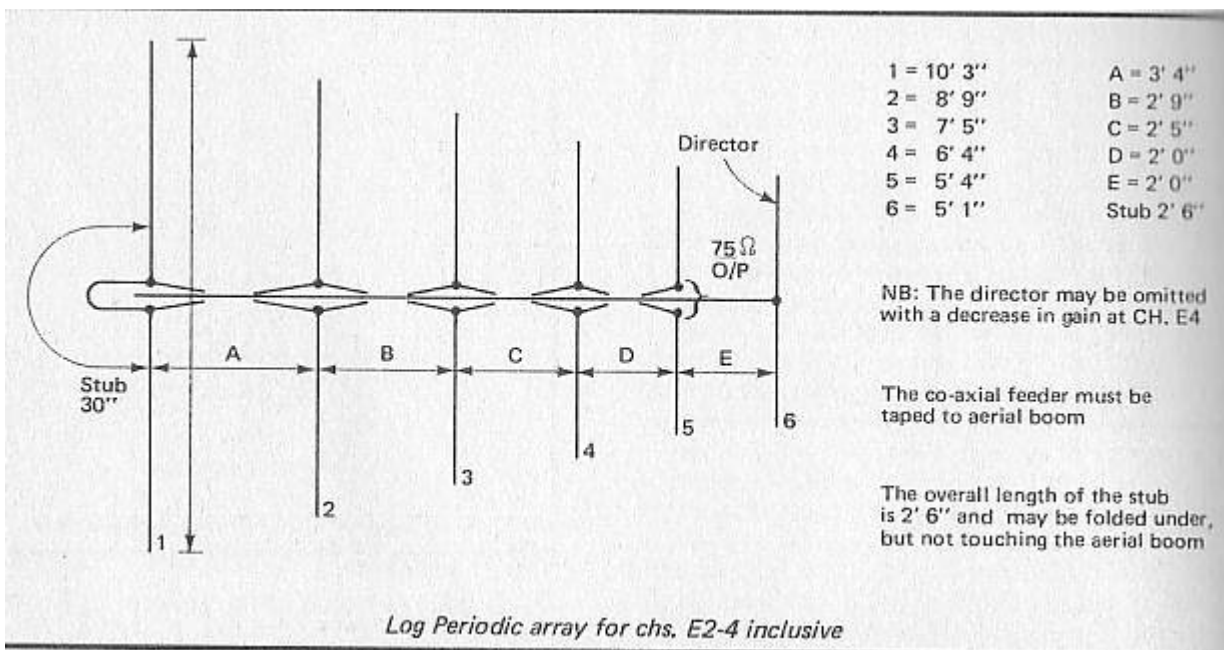 1 = 10' 3"
2 = 8' 9"
3 = 7' 5"
4 = 6' 4"
5 = 5' 4"
6 = 5' 1"
A = 3' 4"
B = 2' 9"
C = 2' 5"
D = 2' 0"
E = 2' 0"
Stub 2' 6"
Director
75Ω
O/P
NB: The director may be omitted
with a decrease in gain at CH. E4
A
B
C
D
E
Stub
30"
The co-axial feeder must be
taped to aerial boom
1
2
3
4
5
6
The overall length of the stub
is 2' 6" and may be folded under,
but not touching the aerial boom
Log Periodic array for chs. E2-4 inclusive